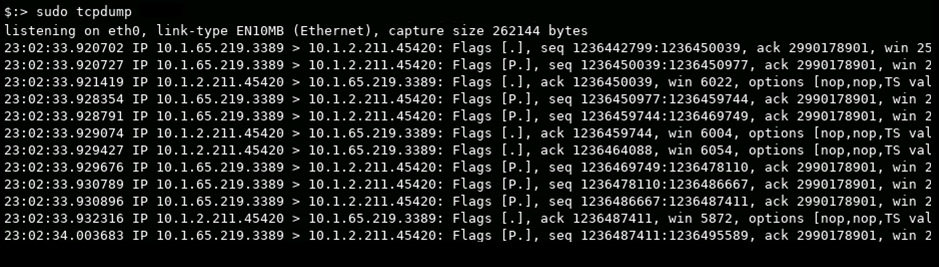 $:> sudo tcpdump
listening on eth0, link-type EN10MB (Ethernet), capture size 262144 bytes
23:02:33.920702 IP 10.1.65.219.3389 > 10.1.2.211.45420: Flags [.], seq 1236442799:1236450039, ack 2990178901, win 25
23:02:33.920727 IP 10.1.65.219.3389 > 10.1.2.211.45420: Flags [P.], seq 1236450039:1236450977, ack 2990178901, win 2
23:02:33.921419 IP 10.1.2.211.45420 > 10.1.65.219.3389: Flags [.], ack 1236450039, win 6022, options [nop,nop,TS val
23:02:33.928354 IP 10.1.65.219.3389 > 10.1.2.211.45420: Flags [P.], seq 1236450977:1236459744, ack 2990178901, win 2
23:02:33.928791 IP 10.1.65.219.3389 > 10.1.2.211.45420: Flags [P.], seq 1236459744:1236469749, ack 2990178901, win 2
23:02:33.929074 IP 10.1.2.211.45420 > 10.1.65.219.3389: Flags [.], ack 1236459744, win 6004, options [nop,nop,TS val
23:02:33.929427 IP 10.1.2.211.45420 > 10.1.65.219.3389: Flags [.], ack 1236464088, win 6054, options [nop,nop,TS val
23:02:33.929676 IP 10.1.65.219.3389 > 10.1.2.211.45420: Flags [P.], seq 1236469749:1236478110, ack 2990178901, win 2
23:02:33.930789 IP 10.1.65.219.3389 > 10.1.2.211.45420: Flags [P.], seq 1236478110:1236486667, ack 2990178901, win 2
23:02:33.930896 IP 10.1.65.219.3389 > 10.1.2.211.45420: Flags [P.], seq 1236486667:1236487411, ack 2990178901, win 2
23:02:33.932316 IP 10.1.2.211.45420 > 10.1.65.219.3389: Flags [.], ack 1236487411, win 5872, options [nop,nop,TS val
23:02:34.003683 IP 10.1.65.219.3389 > 10.1.2.211.45420: Flags [P.], seq 1236487411:1236495589, ack 2990178901, win 2